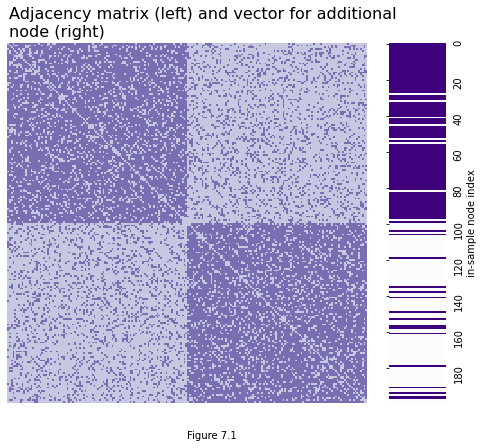 Adjacency matrix (left) and vector for additional
node (right)
0
20
40
60
80
100
120
140
160
180
in-sample node index
Figure 7.1